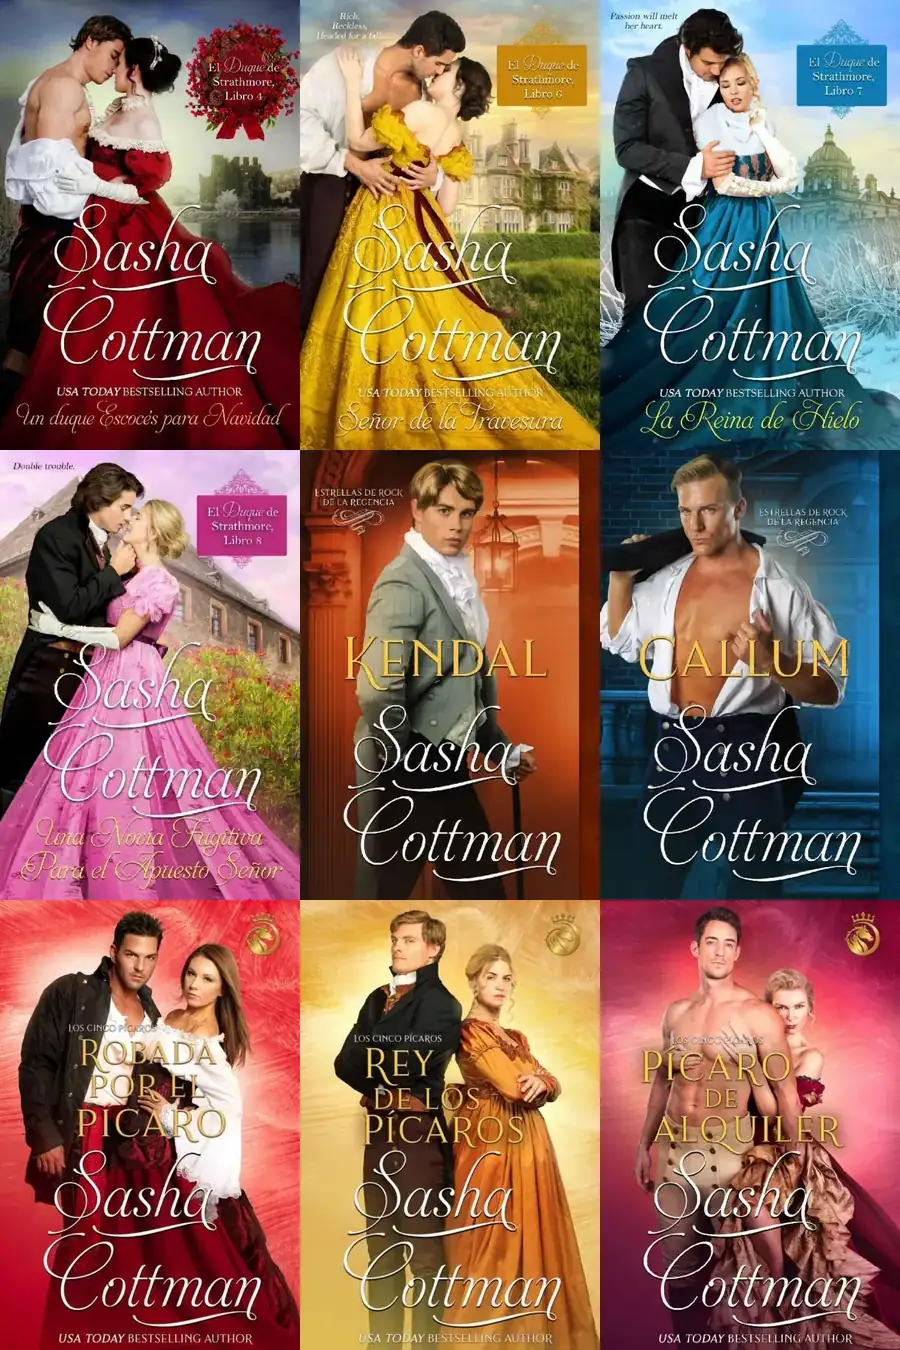 El Duque de
Strathmore,
Libro 4
Sasha
Cottman
USA TODAY BESTSELLING AUTHOR
Un duque Escocés para Navidad
Rich,
Reckless,
Headed for a fall...
El Duque de
Strathmore,
Libro 6
Sasha
Cottman
USA TODAY BESTSELLING AUTHOR
Señor de la Travesura
Passion will melt
her heart.
El Duque de
Strathmore,
Libro 7
Sasha
Cottman
USA TODAY BESTSELLING AUTHOR
La Reina de Hielo
Double trouble.
El Duque de
Strathmore,
Libro 8
Sasha
Cottman
Una Novia Fugitiva
Para el Apuesto Señor
ESTRELLAS DE ROCK
DE LA REGENCIA
KENDAL
Sasha
Cottman
ESTRELLAS DE ROCK
DE LA REGENCIA
CALLUM
Sasha
Cottman
LOS CINCO PÍCAROS
ROBADA
POR EL
PÍCARO
Sasha
Cottman
USA TODAY BESTSELLING AUTHOR
LOS CINCO PÍCAROS
REY
DE LOS
PÍCAROS
Sasha
Cottman
USA TODAY BESTSELLING AUTHOR
LOS CINCO PÍCAROS
PÍCARO
DE
ALQUILER
Sasha
Cottman
USA TODAY BESTSELLING AUTHOR